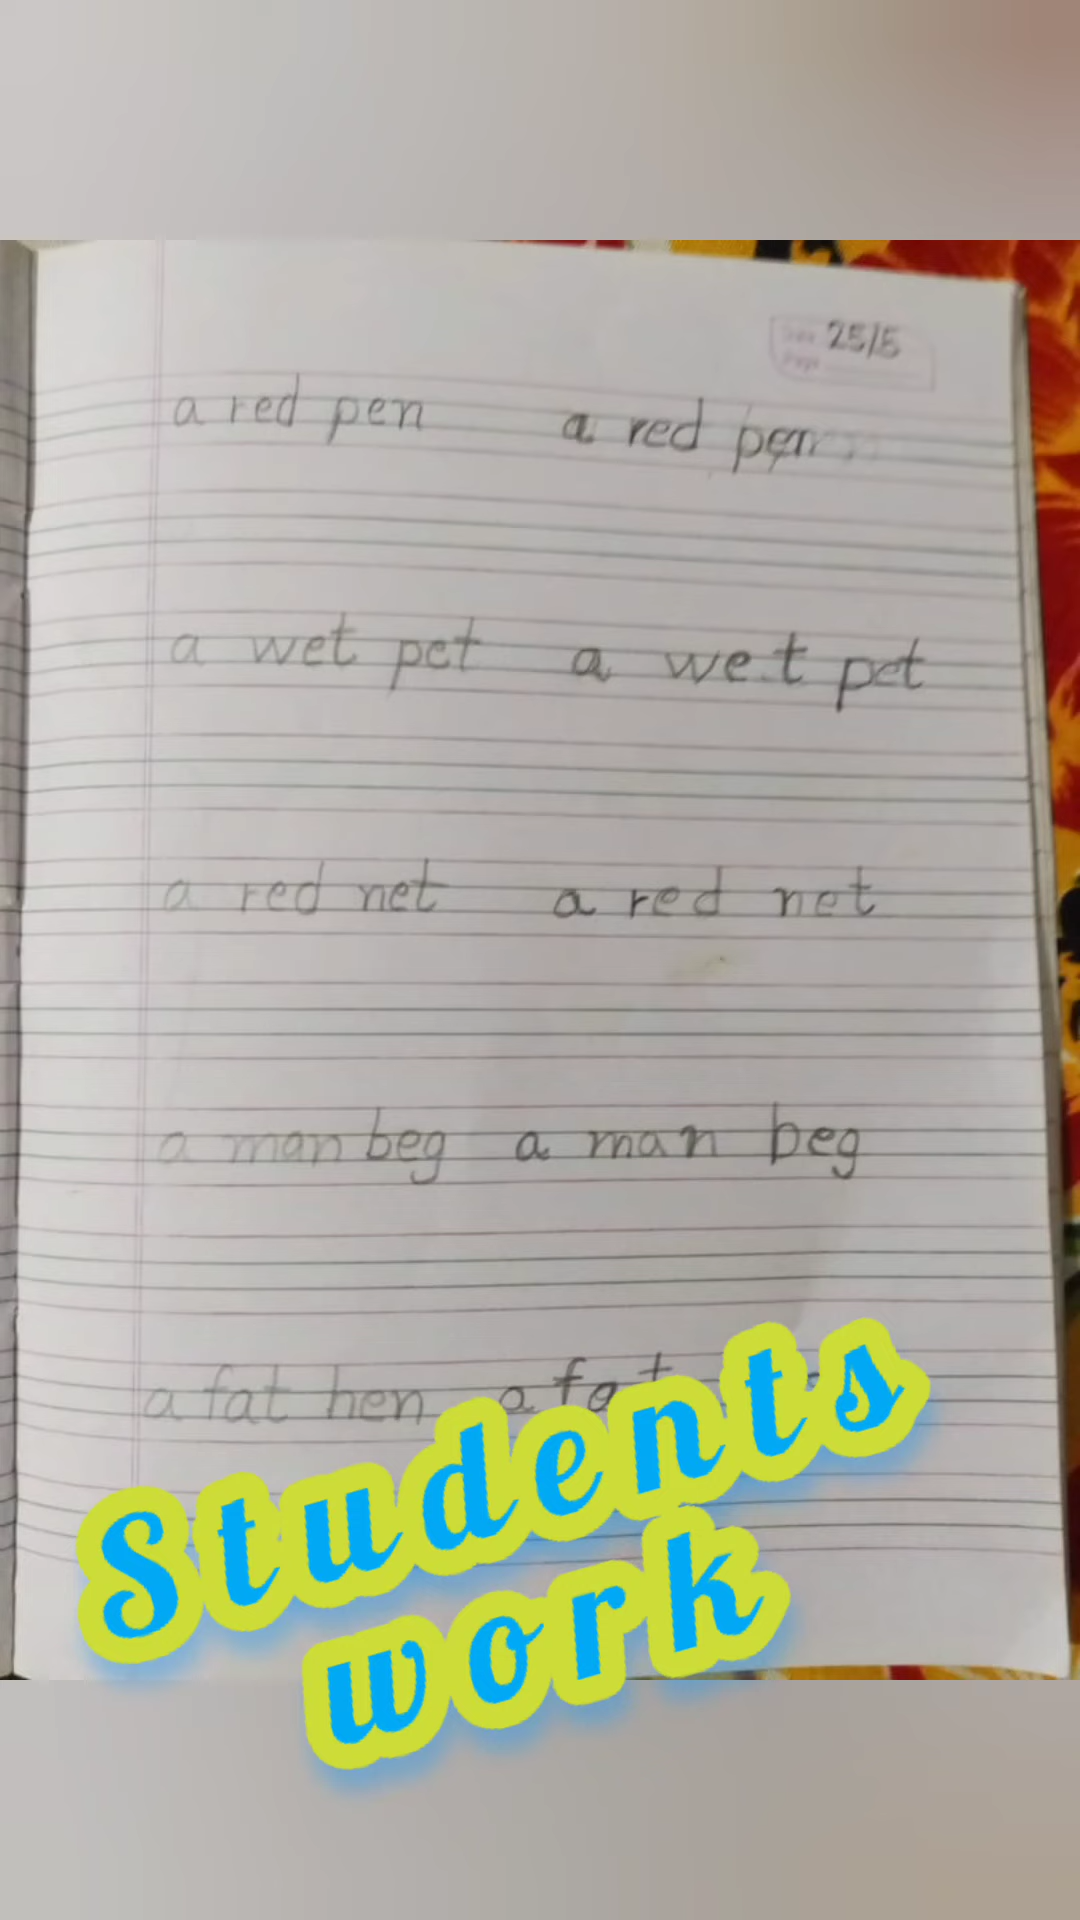 25/5
a red pen a red pen
a wet pet a wet pet
a red net a red net
a man beg a man beg
a fat hen a fat
Students
work